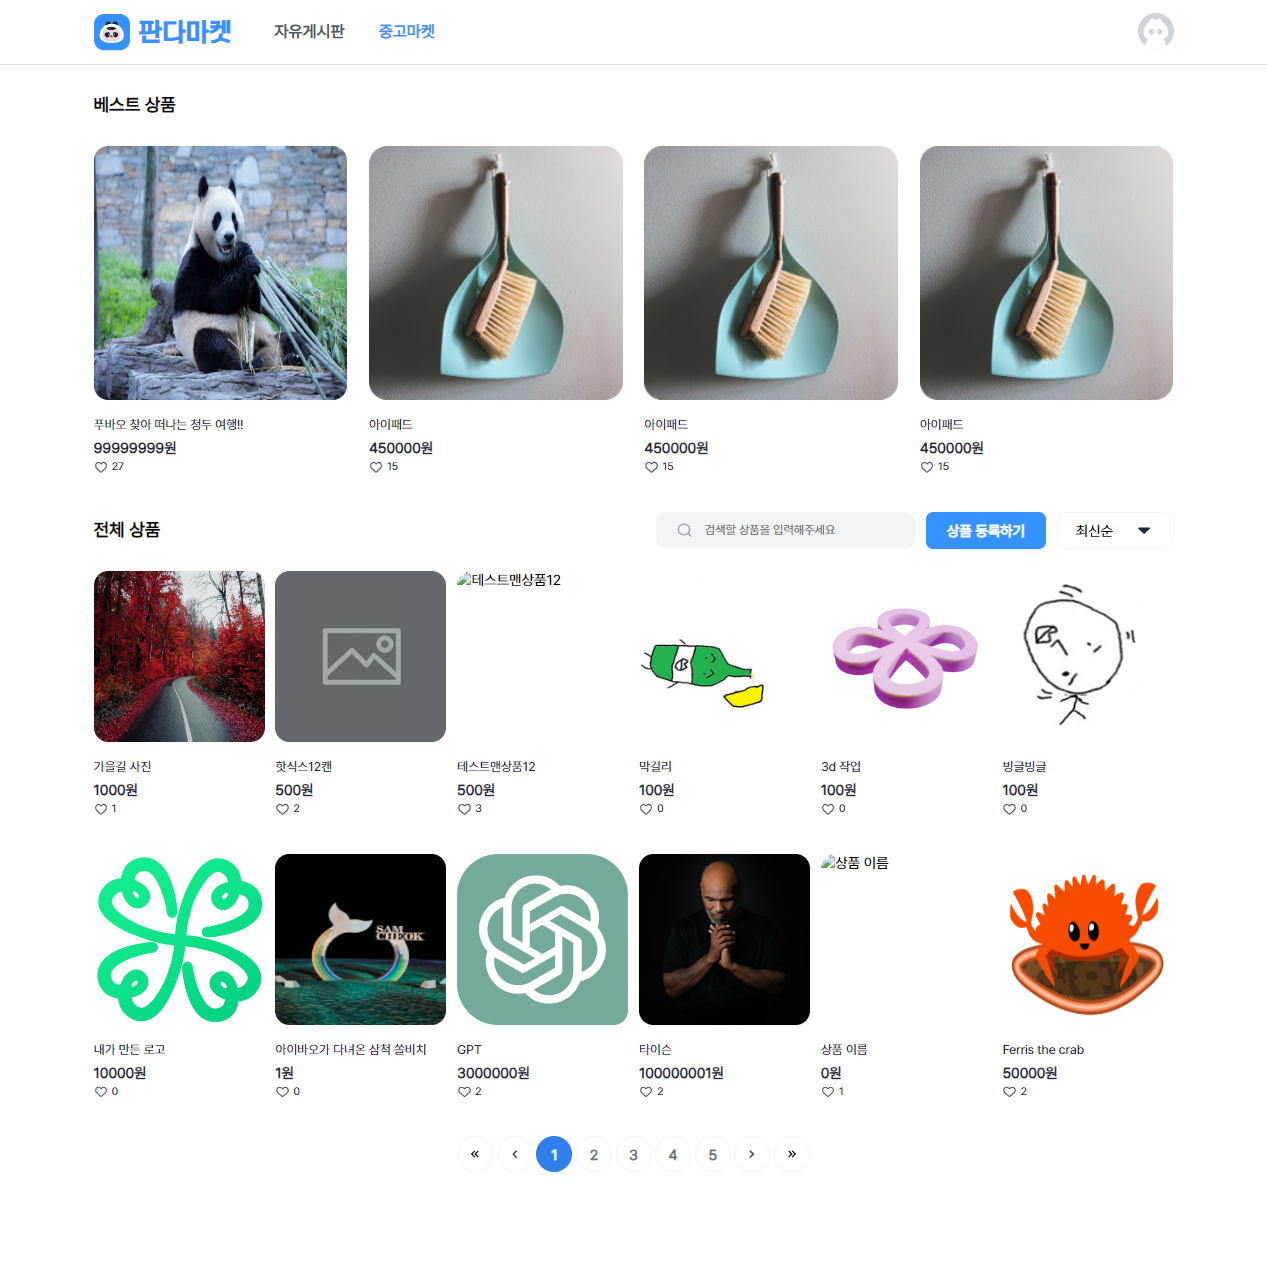 판다마켓 자유게시판 중고마켓
베스트 상품
푸바오 찾아 떠나는 청두 여행!! 아이패드 아이패드 아이패드
99999999원 450000원 450000원 450000원
27 15 15 15
전체 상품 검색할 상품을 입력해주세요 상품 등록하기 최신순
테스트맨상품12
가을길 사진 핫식스12캔 테스트맨상품12 막걸리 3d 작업 빙글빙글
1000원 500원 500원 100원 100원 100원
1 2 3 0 0 0
상품 이름
SAM
CHEOK
내가 만든 로고 아이바오가 다녀온 삼척 쏠비치 GPT 타이슨 상품 이름 Ferris the crab
10000원 1원 3000000원 100000001원 0원 50000원
0 0 2 2 1 2
« ‹ 1 2 3 4 5 › »